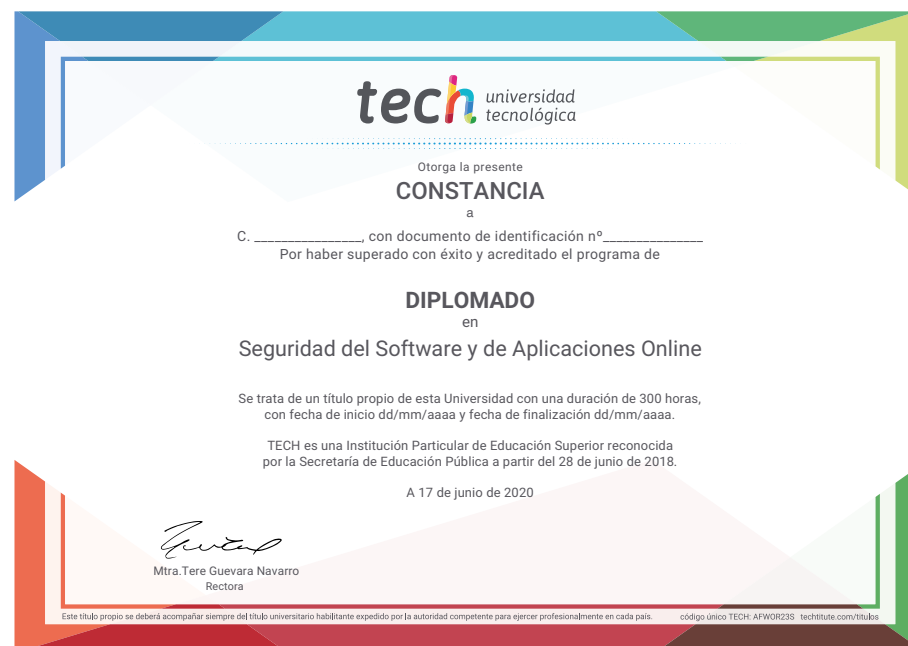 tech universidad
tecnológica
Otorga la presente
CONSTANCIA
a
C. ________________, con documento de identificación nº_______________
Por haber superado con éxito y acreditado el programa de
DIPLOMADO
en
Seguridad del Software y de Aplicaciones Online
Se trata de un título propio de esta Universidad con una duración de 300 horas,
con fecha de inicio dd/mm/aaaa y fecha de finalización dd/mm/aaaa.
TECH es una Institución Particular de Educación Superior reconocida
por la Secretaría de Educación Pública a partir del 28 de junio de 2018.
A 17 de junio de 2020
Mtra.Tere Guevara Navarro
Rectora
Este título propio se deberá acompañar siempre del título universitario habilitante expedido por la autoridad competente para ejercer profesionalmente en cada país. código único TECH: AFWOR23S techtitute.com/titulos